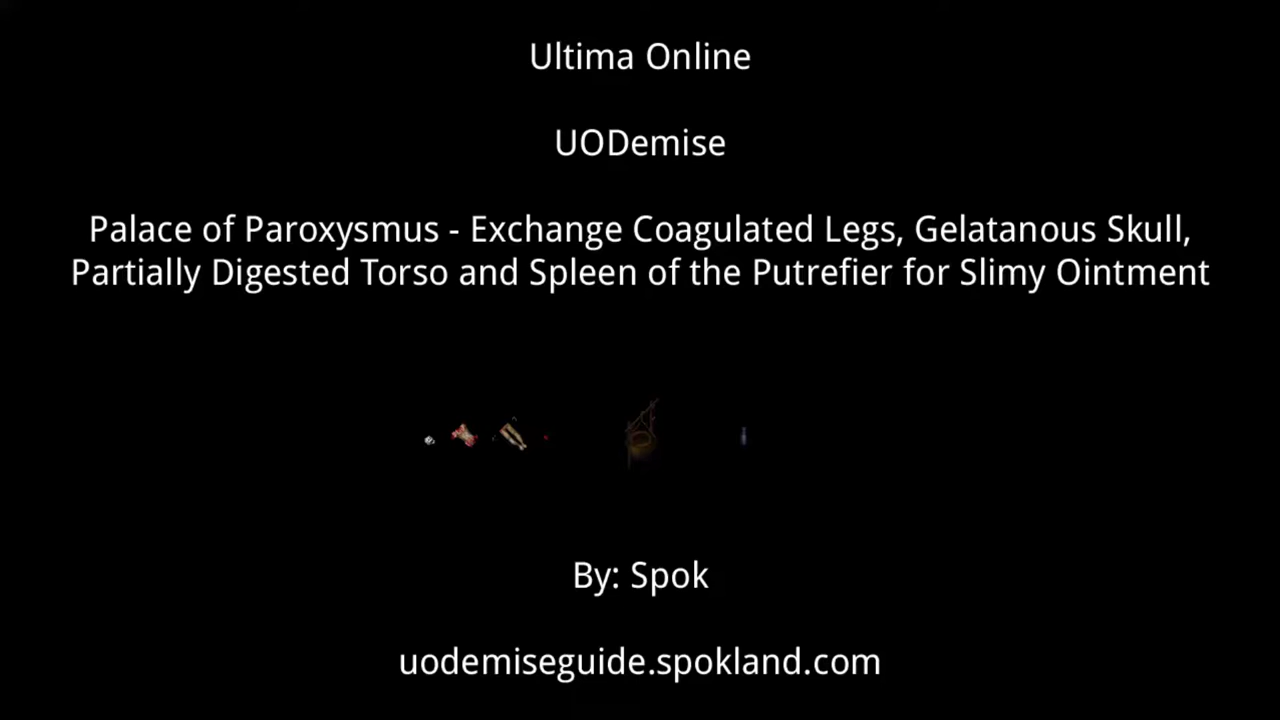 Ultima Online
UODemise
Palace of Paroxysmus - Exchange Coagulated Legs, Gelatanous Skull,
Partially Digested Torso and Spleen of the Putrefier for Slimy Ointment
By: Spok
uodemiseguide.spokland.com